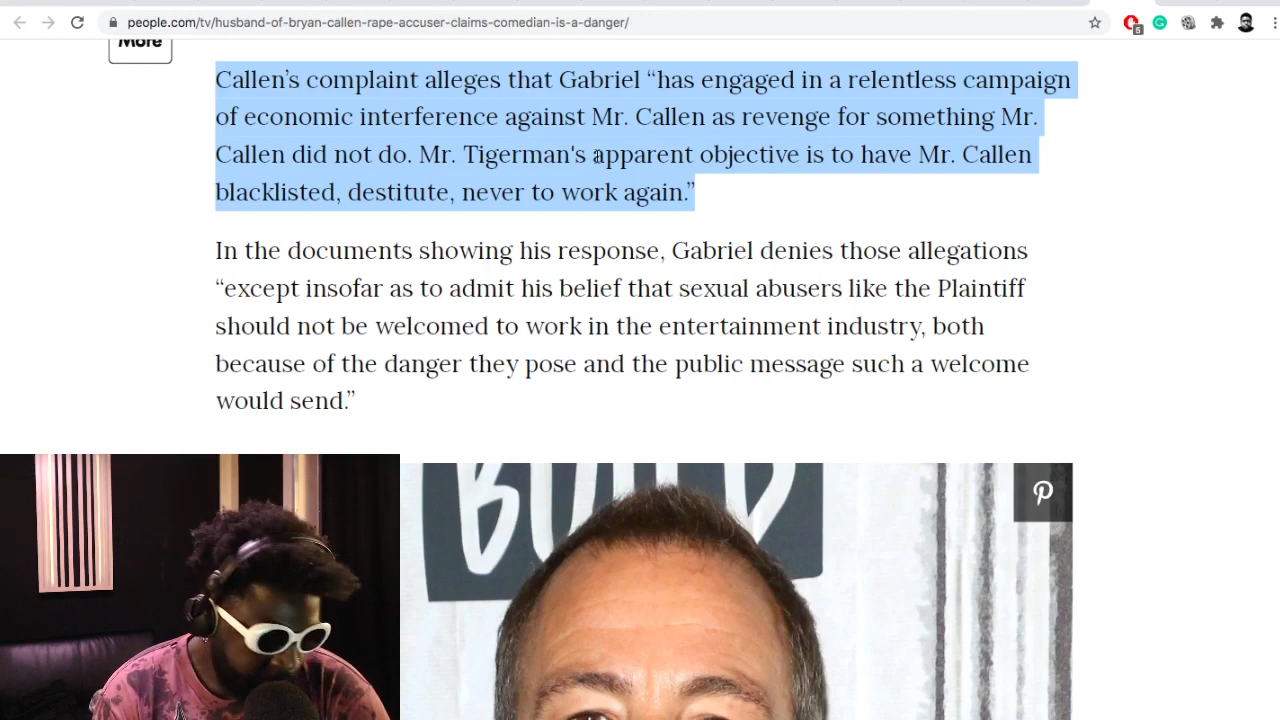 people.com/tv/husband-of-bryan-callen-rape-accuser-claims-comedian-is-a-danger/
5
More
Callen’s complaint alleges that Gabriel “has engaged in a relentless campaign
of economic interference against Mr. Callen as revenge for something Mr.
Callen did not do. Mr. Tigerman's apparent objective is to have Mr. Callen
blacklisted, destitute, never to work again.”
In the documents showing his response, Gabriel denies those allegations
“except insofar as to admit his belief that sexual abusers like the Plaintiff
should not be welcomed to work in the entertainment industry, both
because of the danger they pose and the public message such a welcome
would send.”
BUILD